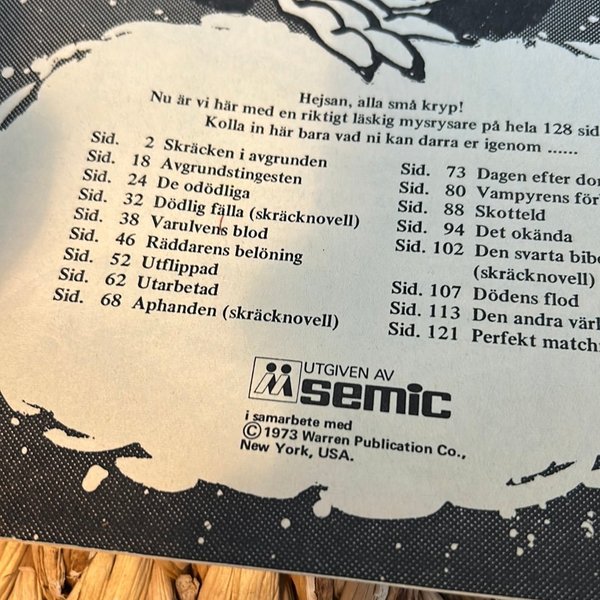 Hejsan, alla små kryp!
Nu är vi här med en riktigt läskig mysrysare på hela 128 sid
Kolla in här bara vad ni kan darra er igenom ......
Sid. 2 Skräcken i avgrunden
Sid. 18 Avgrundstingesten
Sid. 24 De odödliga
Sid. 32 Dödlig fälla (skräcknovell)
Sid. 38 Varulvens blod
Sid. 46 Räddarens belöning
Sid. 52 Utflippad
Sid. 62 Utarbetad
Sid. 68 Aphanden (skräcknovell)
Sid. 73 Dagen efter do
Sid. 80 Vampyrens för
Sid. 88 Skotteld
Sid. 94 Det okända
Sid. 102 Den svarta bibe
(skräcknovell)
Sid. 107 Dödens flod
Sid. 113 Den andra värl
Sid. 121 Perfekt match
UTGIVEN AV
semic
i samarbete med
© 1973 Warren Publication Co.,
New York, USA.